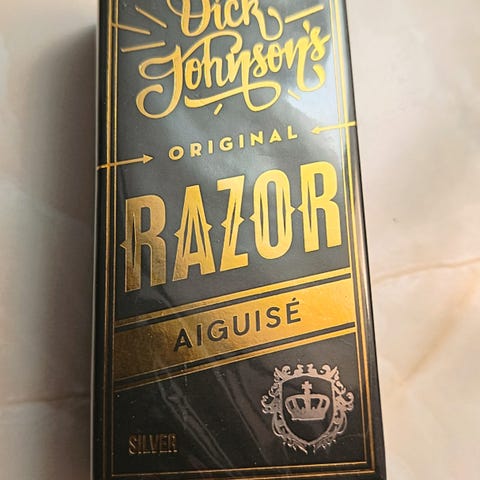 Dick
Johnson's
ORIGINAL
RAZOR
AIGUISÉ
SILVER